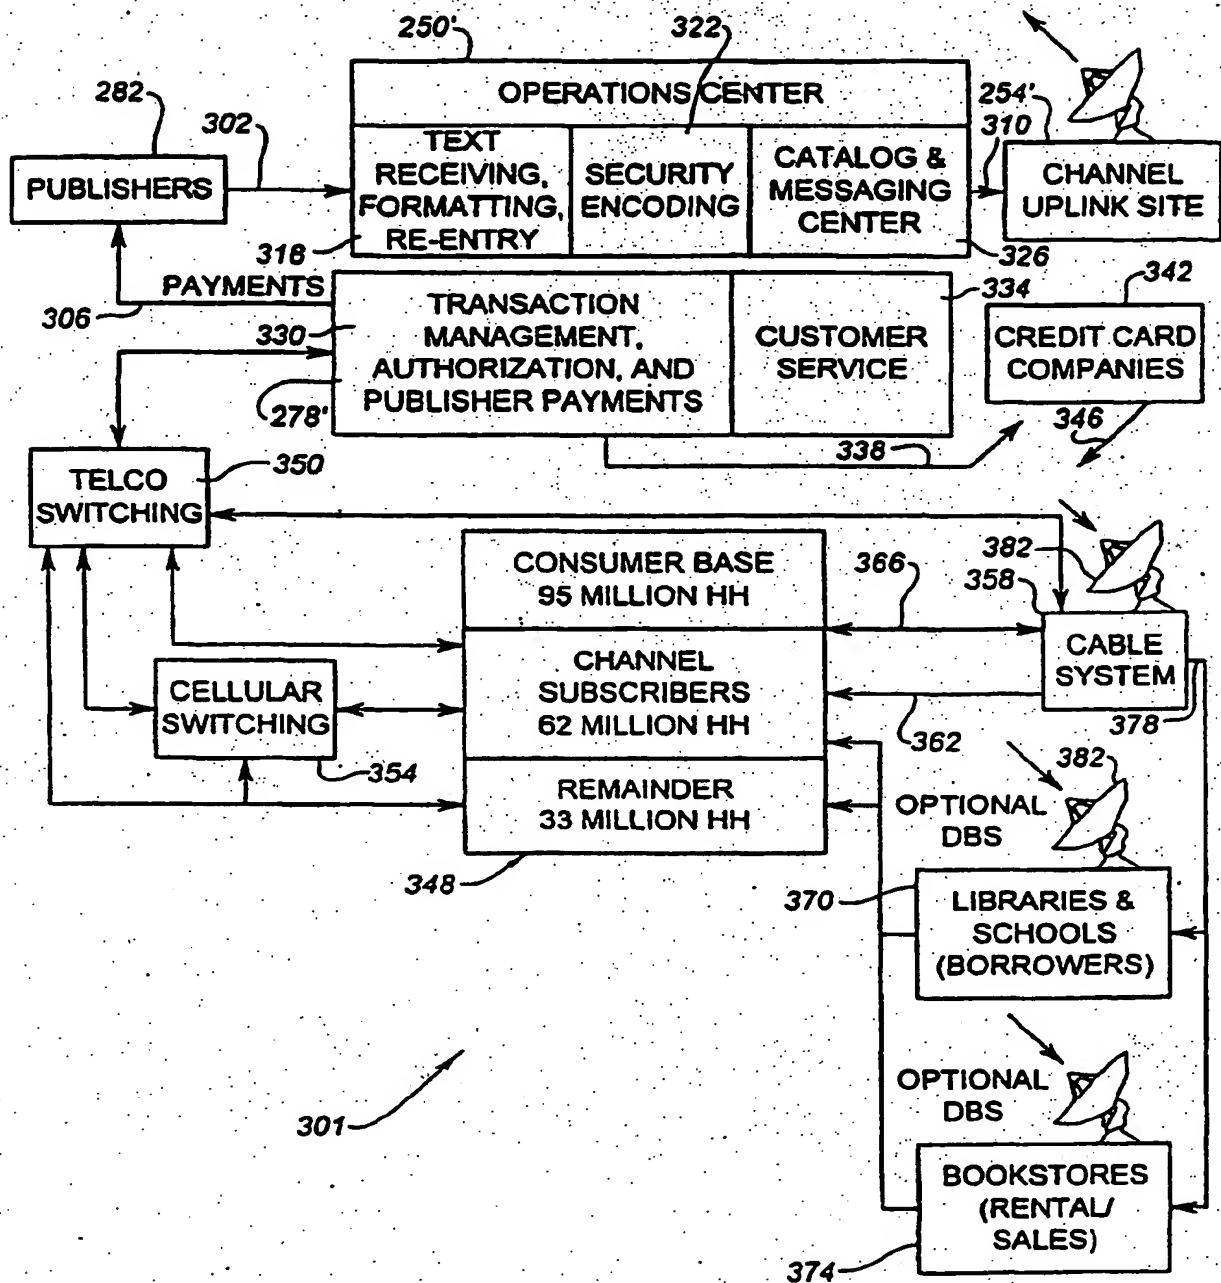 250'
322
282
302
OPERATIONS CENTER
254'
310
PUBLISHERS
TEXT
RECEIVING,
FORMATTING,
RE-ENTRY
318
SECURITY
ENCODING
CATALOG &
MESSAGING
CENTER
326
CHANNEL
UPLINK SITE
PAYMENTS
306
330
TRANSACTION
MANAGEMENT,
AUTHORIZATION, AND
PUBLISHER PAYMENTS
278'
CUSTOMER
SERVICE
334
342
CREDIT CARD
COMPANIES
346
338
TELCO
SWITCHING
350
CONSUMER BASE
95 MILLION HH
366
382
358
CABLE
SYSTEM
CHANNEL
SUBSCRIBERS
62 MILLION HH
362
378
CELLULAR
SWITCHING
354
REMAINDER
33 MILLION HH
348
382
OPTIONAL
DBS
370
LIBRARIES &
SCHOOLS
(BORROWERS)
301
OPTIONAL
DBS
BOOKSTORES
(RENTAL/
SALES)
374